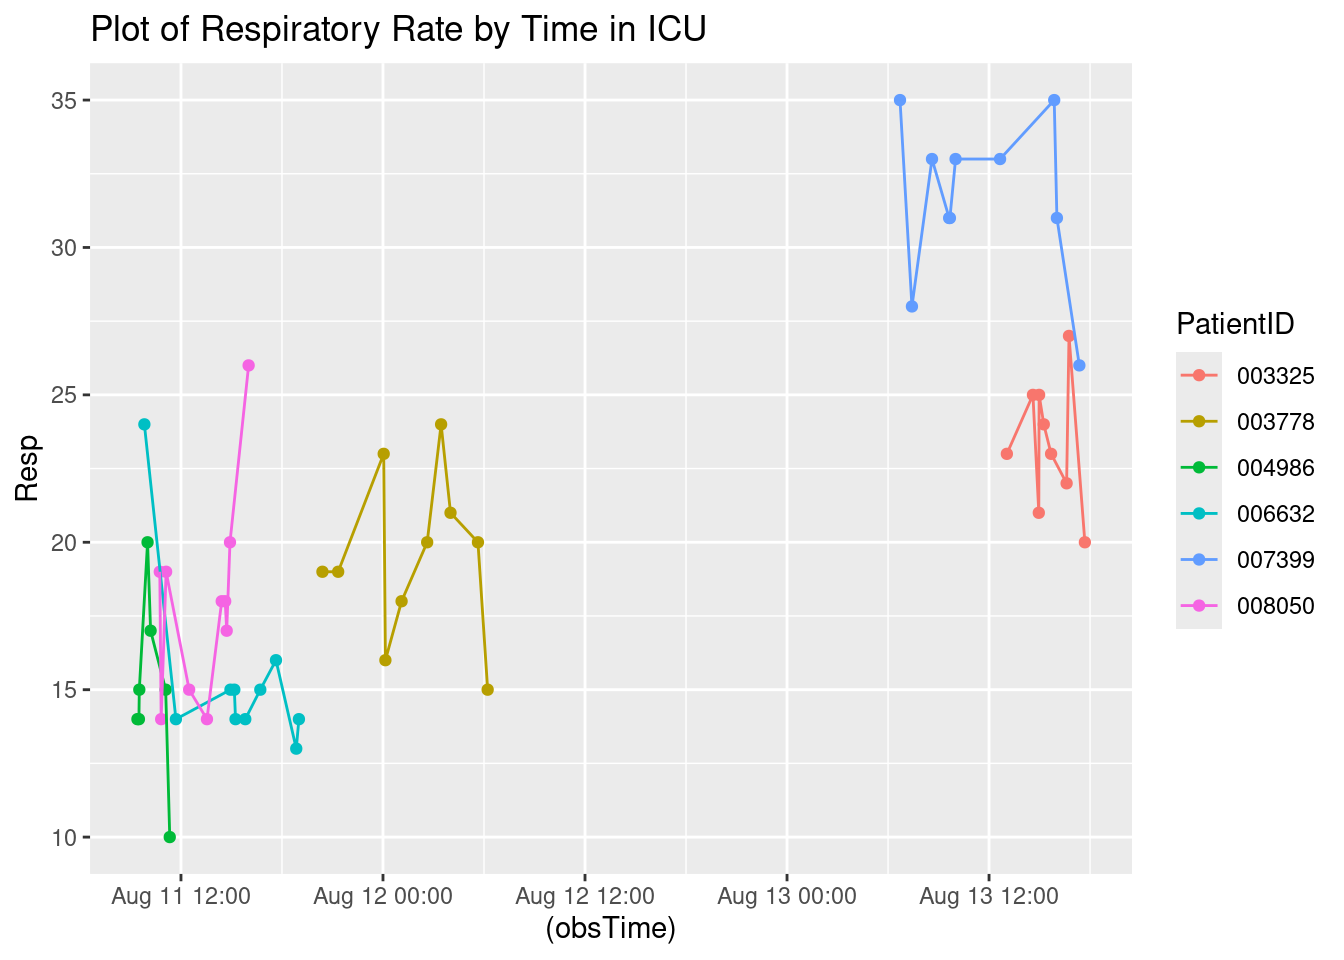 Plot of Respiratory Rate by Time in ICU
35
30
25
20
15
10
Resp
Aug 11 12:00
Aug 12 00:00
Aug 12 12:00
Aug 13 00:00
Aug 13 12:00
(obsTime)
PatientID
003325
003778
004986
006632
007399
008050